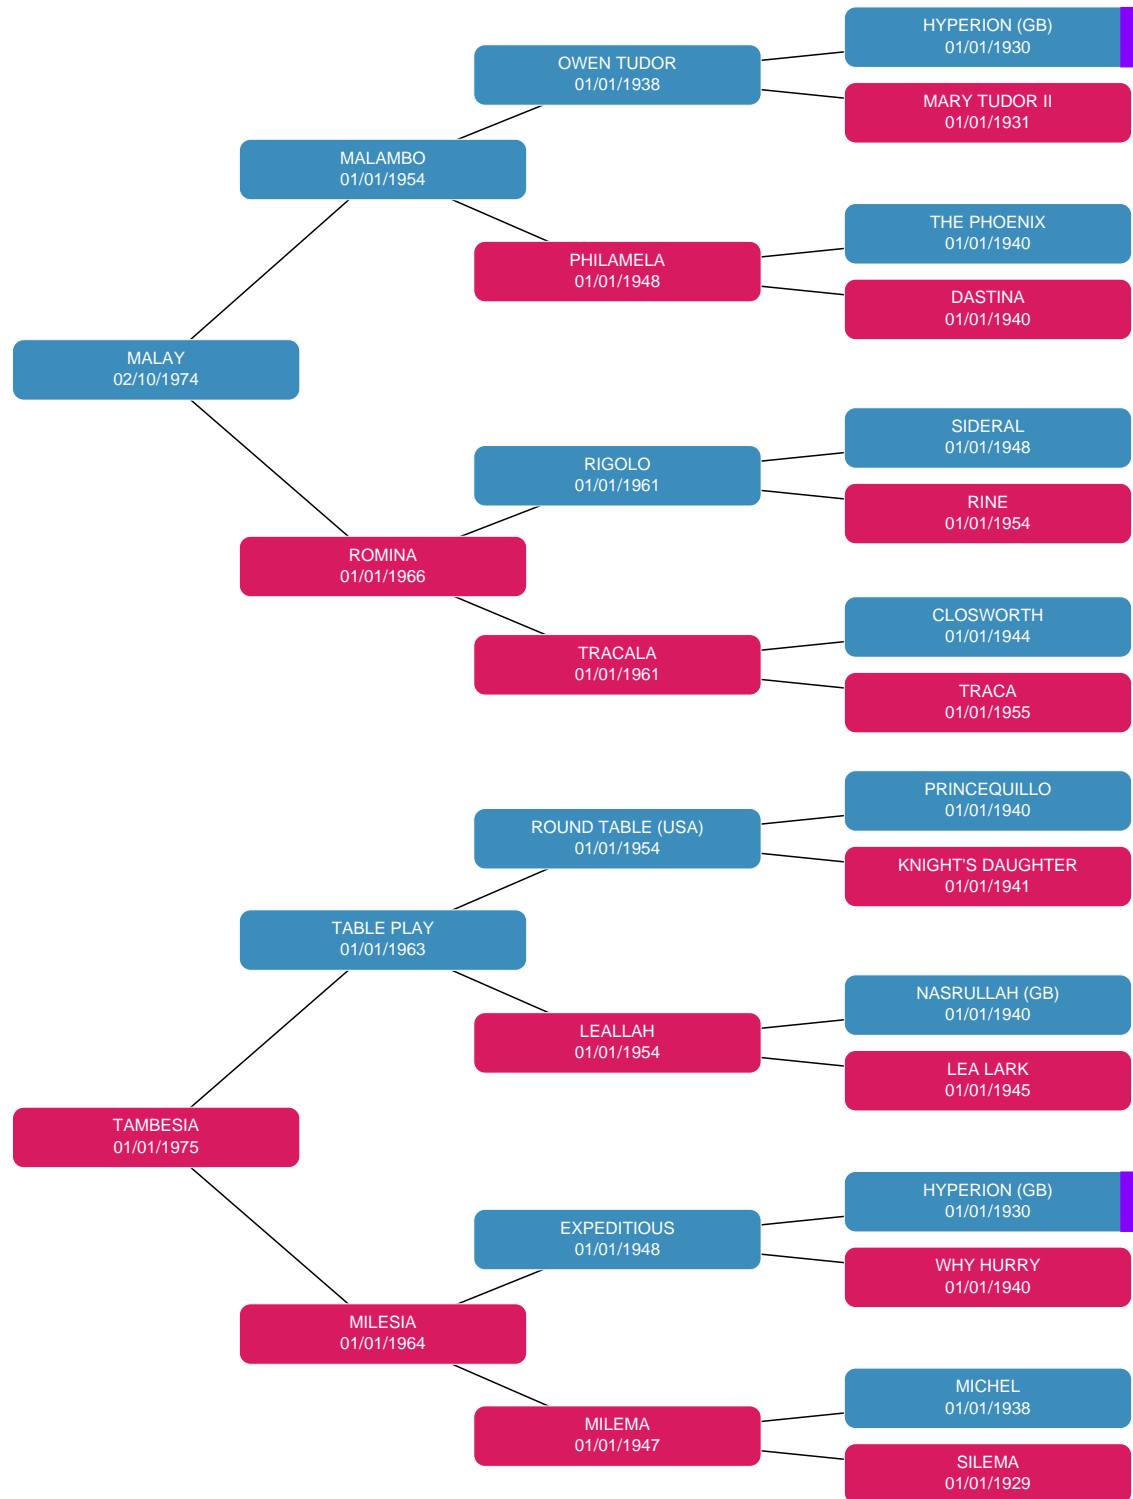 HYPERION (GB)
01/01/1930
OWEN TUDOR
01/01/1938
MARY TUDOR II
01/01/1931
MALAMBO
01/01/1954
THE PHOENIX
01/01/1940
PHILAMELA
01/01/1948
DASTINA
01/01/1940
MALAY
02/10/1974
SIDERAL
01/01/1948
RIGOLO
01/01/1961
RINE
01/01/1954
ROMINA
01/01/1966
CLOSWORTH
01/01/1944
TRACALA
01/01/1961
TRACA
01/01/1955
PRINCEQUILLO
01/01/1940
ROUND TABLE (USA)
01/01/1954
KNIGHT'S DAUGHTER
01/01/1941
TABLE PLAY
01/01/1963
NASRULLAH (GB)
01/01/1940
LEALLAH
01/01/1954
LEA LARK
01/01/1945
TAMBESIA
01/01/1975
HYPERION (GB)
01/01/1930
EXPEDITIOUS
01/01/1948
WHY HURRY
01/01/1940
MILESIA
01/01/1964
MICHEL
01/01/1938
MILEMA
01/01/1947
SILEMA
01/01/1929